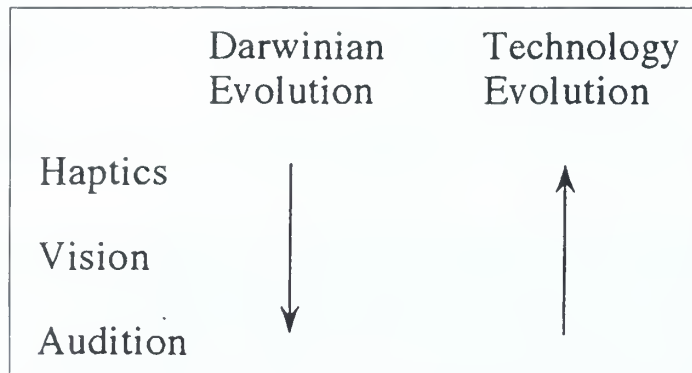 Darwinian Technology
Evolution Evolution
Haptics
Vision
Audition